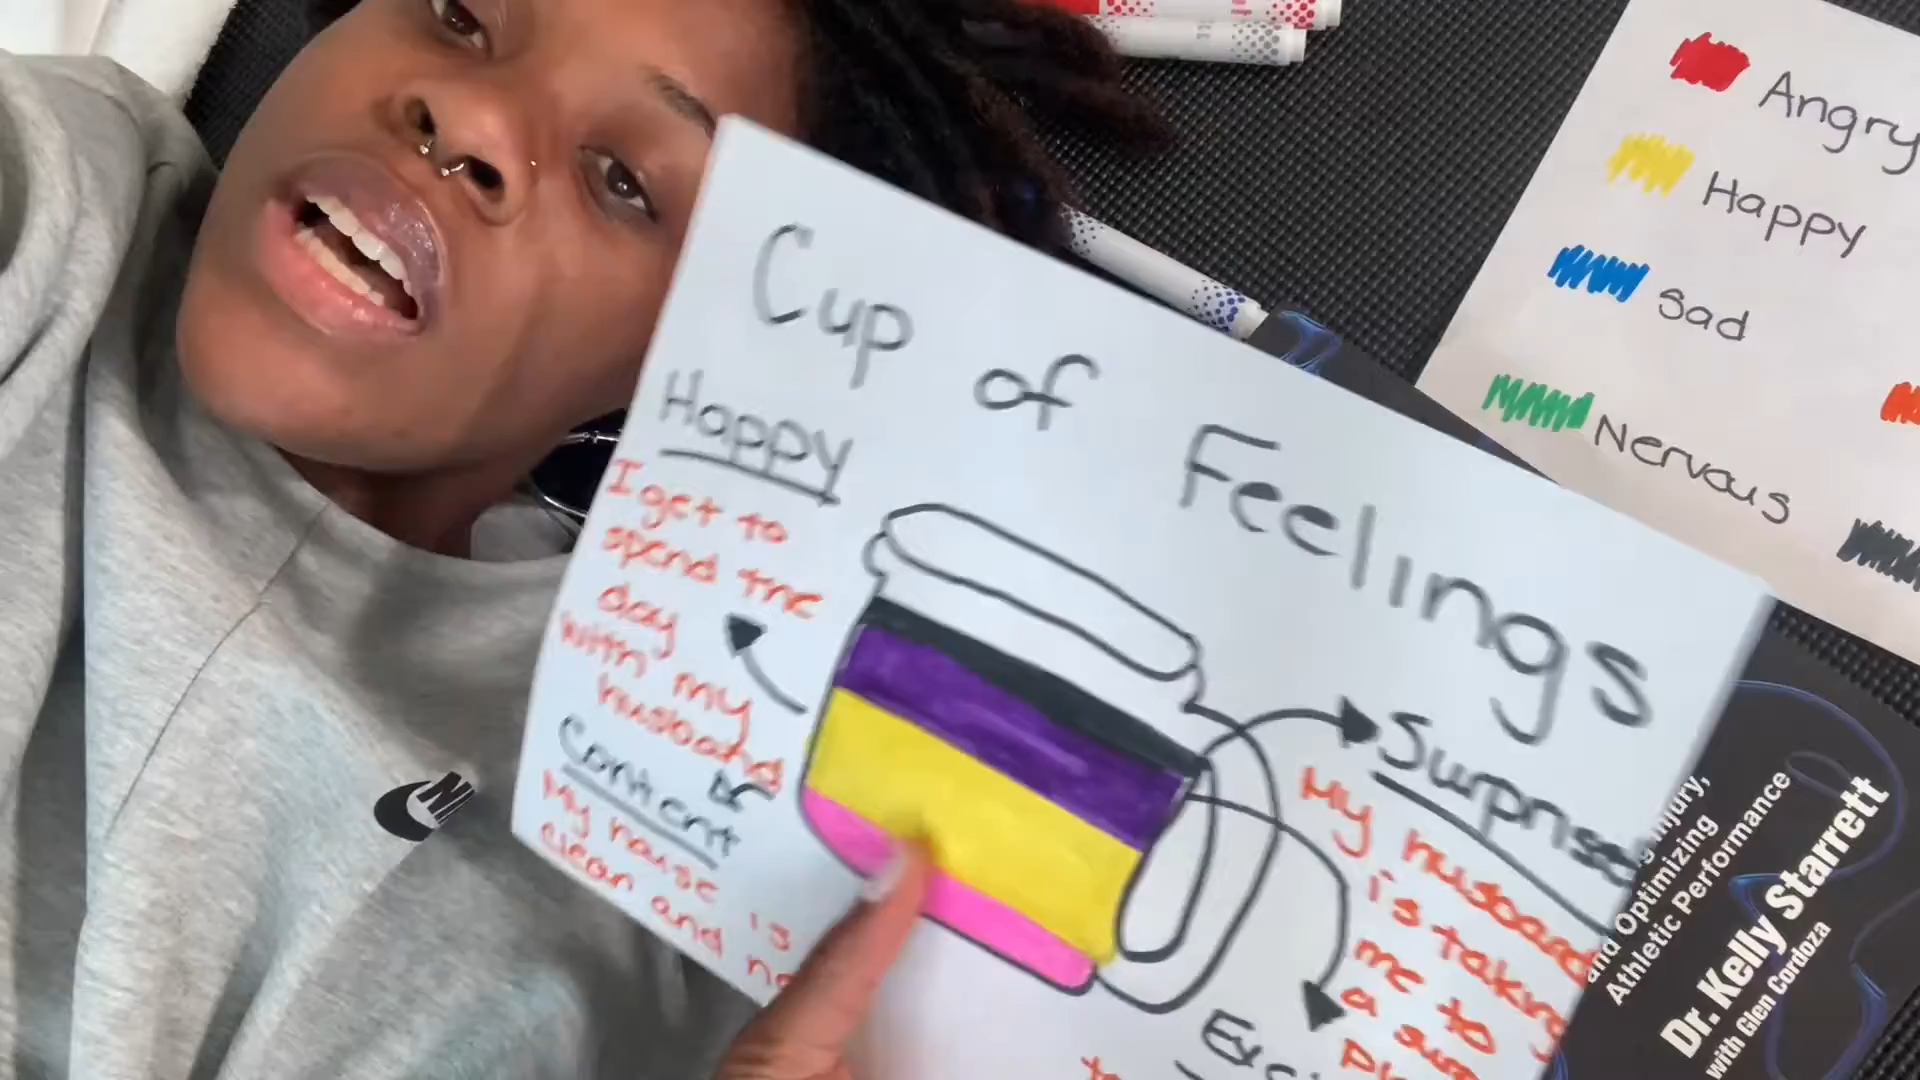 Cup of Feelings
Happy
I get to
spend the
day
with my
husband
or
Content
My house is
clean and
Surprised
My husband
is taking
me to
a
Angry
Happy
Sad
Nervous
and Optimizing
Athletic Performance
Dr. Kelly Starrett
with Glen Cordoza